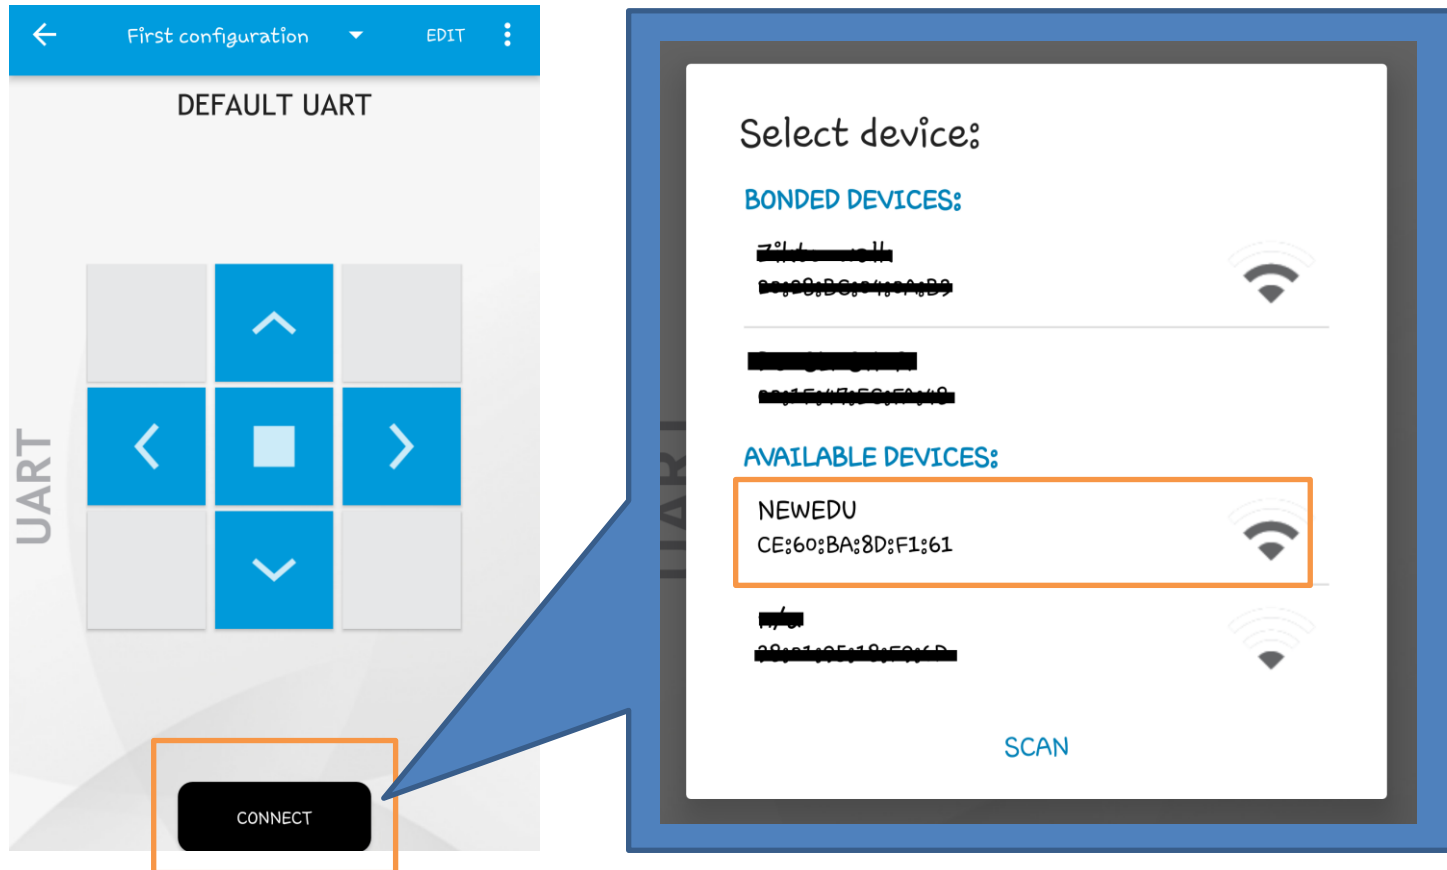 First configuration
EDIT
DEFAULT UART
UART
CONNECT
Select device:
BONDED DEVICES:
AVAILABLE DEVICES:
NEWEDU
CE:60:BA:8D:F1:61
SCAN
UART